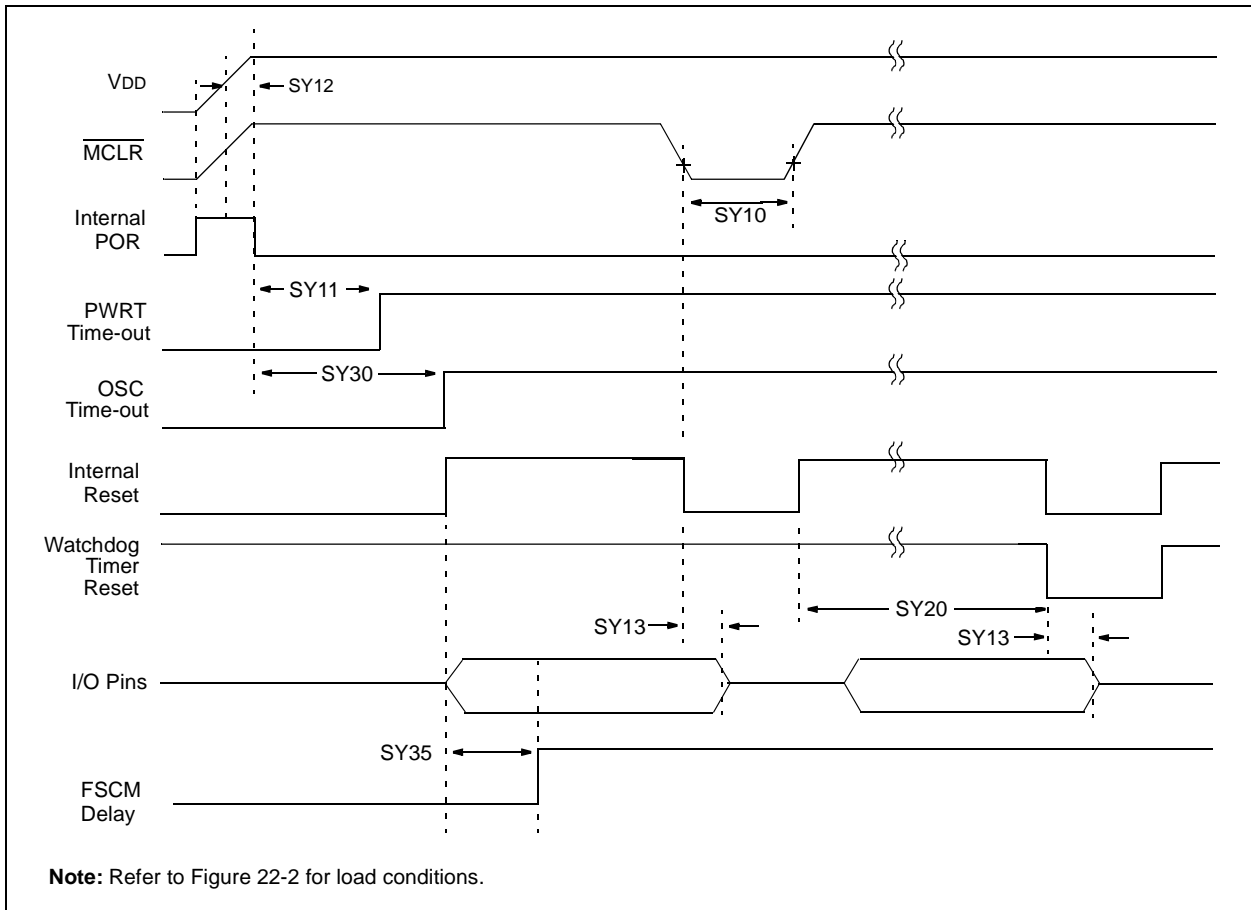 VDD
SY12
MCLR
SY10
Internal
POR
SY11
PWRT
Time-out
SY30
OSC
Time-out
Internal
Reset
Watchdog
Timer
Reset
SY20
SY13
SY13
I/O Pins
SY35
FSCM
Delay
Note: Refer to Figure 22-2 for load conditions.